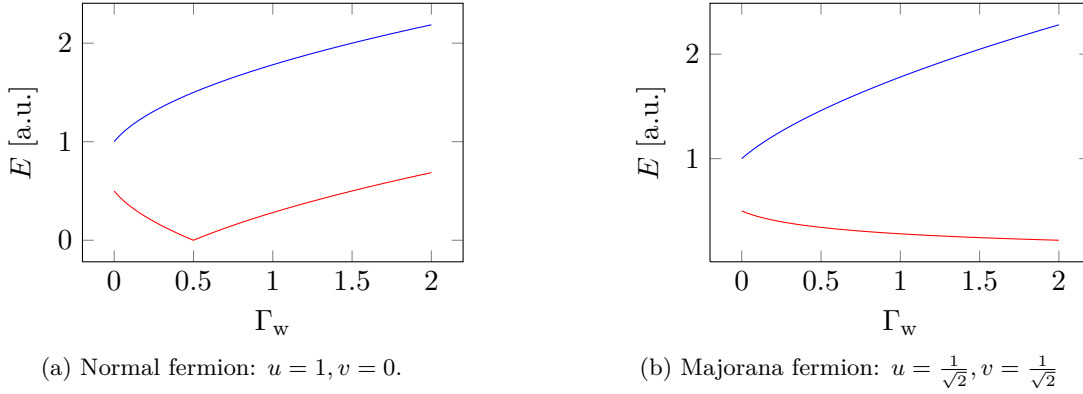 2
1
0
E [a.u.]
0 0.5 1 1.5 2
Γw
(a) Normal fermion: u = 1, v = 0.
2
1
E [a.u.]
0 0.5 1 1.5 2
Γw
(b) Majorana fermion: u = 1/√2, v = 1/√2